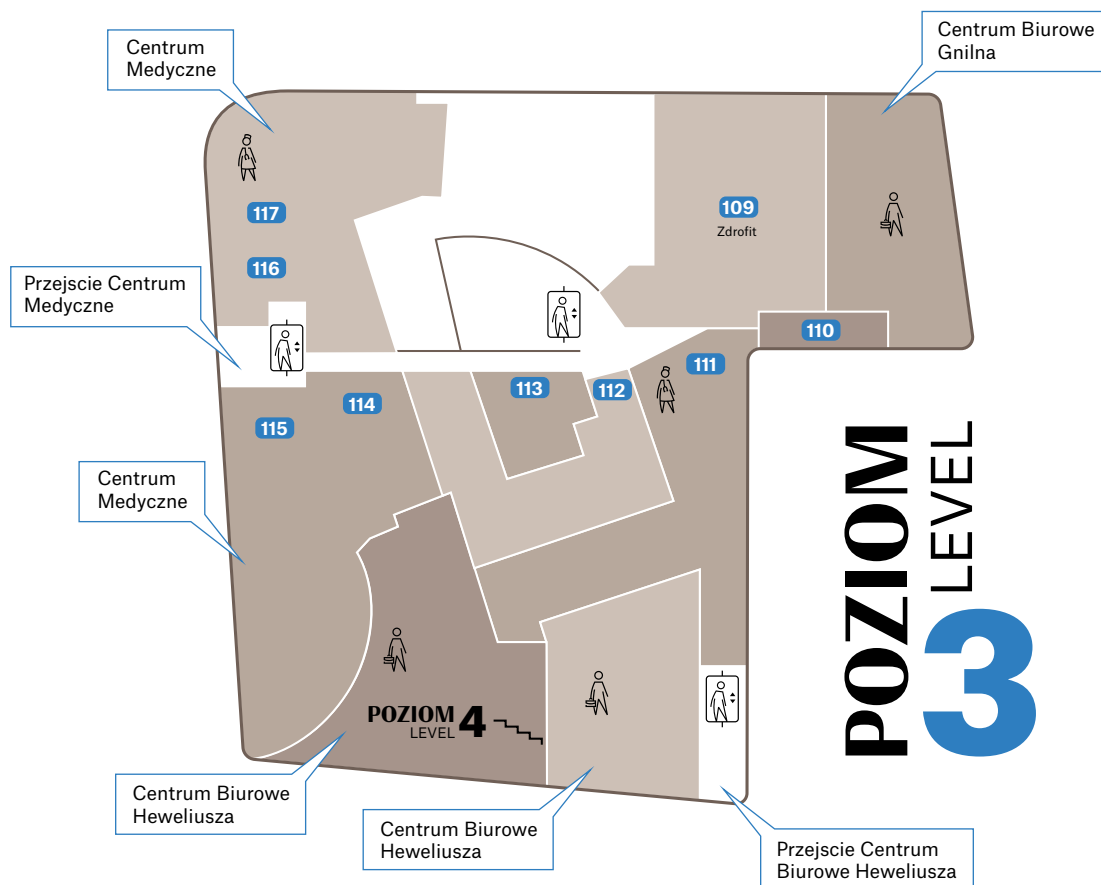 Centrum Biurowe
Gnilna
Centrum
Medyczne
117
109
Zdrofit
116
Przejscie Centrum
Medyczne
110
111
113
112
114
115
Centrum
Medyczne
POZIOM
LEVEL
3
POZIOM
LEVEL
4
Centrum Biurowe
Heweliusza
Centrum Biurowe
Heweliusza
Przejscie Centrum
Biurowe Heweliusza